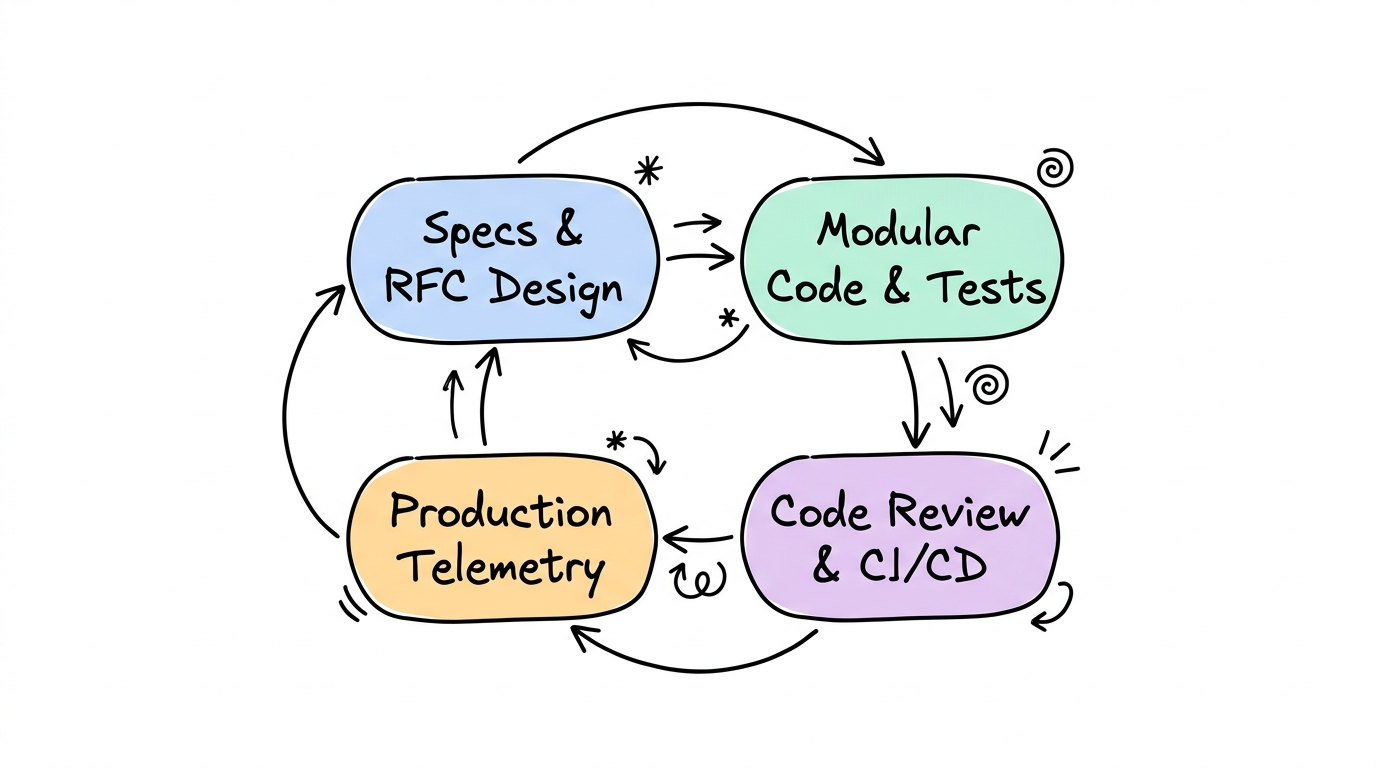 Specs &
RFC Design
Modular
Code & Tests
Production
Telemetry
Code Review
& CI/CD